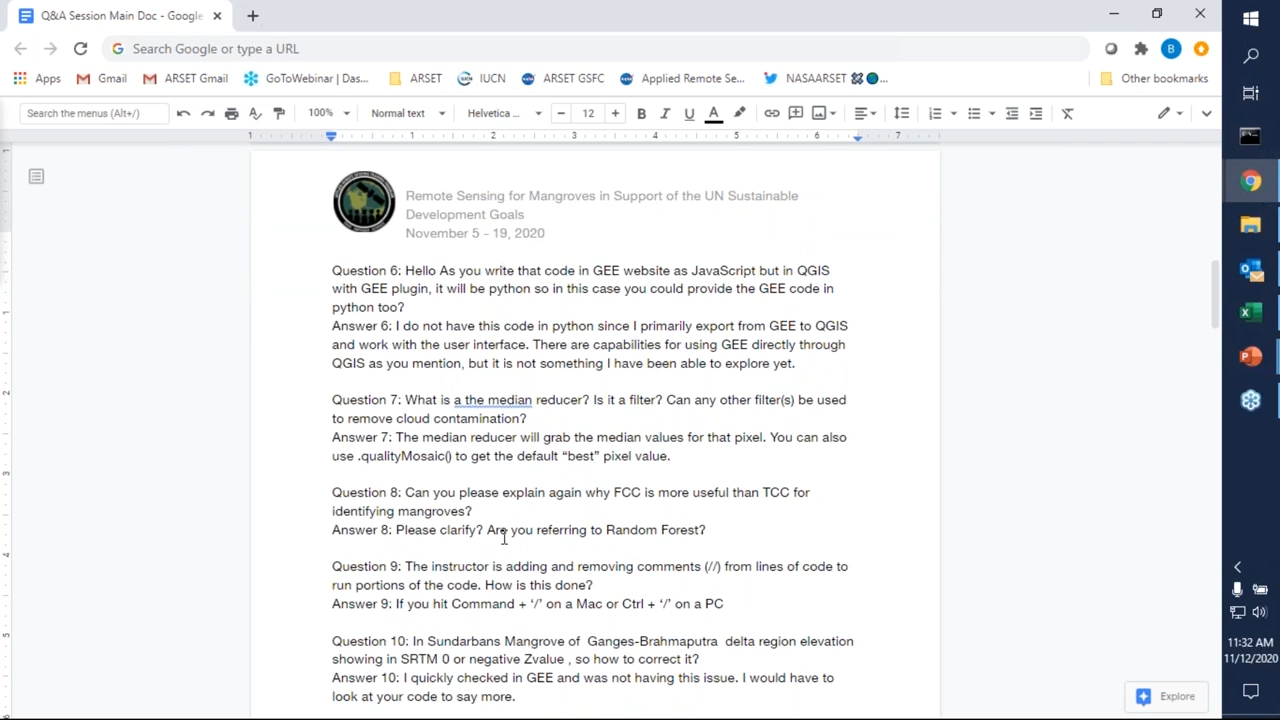 Q&A Session Main Doc - Google
Search Google or type a URL
B
Apps
Gmail
ARSET Gmail
GoToWebinar | Das...
ARSET
IUCN
ARSET GSFC
Applied Remote Se...
NASAARSET
Other bookmarks
Search the menus (Alt+/)
100%
Normal text
Helvetica ...
12
B I U A
1 1 2 3 4 5 6 7
Remote Sensing for Mangroves in Support of the UN Sustainable
Development Goals
November 5 - 19, 2020
Question 6: Hello As you write that code in GEE website as JavaScript but in QGIS
with GEE plugin, it will be python so in this case you could provide the GEE code in
python too?
Answer 6: I do not have this code in python since I primarily export from GEE to QGIS
and work with the user interface. There are capabilities for using GEE directly through
QGIS as you mention, but it is not something I have been able to explore yet.
Question 7: What is a the median reducer? Is it a filter? Can any other filter(s) be used
to remove cloud contamination?
Answer 7: The median reducer will grab the median values for that pixel. You can also
use .qualityMosaic() to get the default “best” pixel value.
Question 8: Can you please explain again why FCC is more useful than TCC for
identifying mangroves?
Answer 8: Please clarify? Are you referring to Random Forest?
Question 9: The instructor is adding and removing comments (//) from lines of code to
run portions of the code. How is this done?
Answer 9: If you hit Command + ‘/’ on a Mac or Ctrl + ‘/’ on a PC
Question 10: In Sundarbans Mangrove of Ganges-Brahmaputra delta region elevation
showing in SRTM 0 or negative Zvalue , so how to correct it?
Answer 10: I quickly checked in GEE and was not having this issue. I would have to
look at your code to say more.
Explore
11:32 AM
11/12/2020